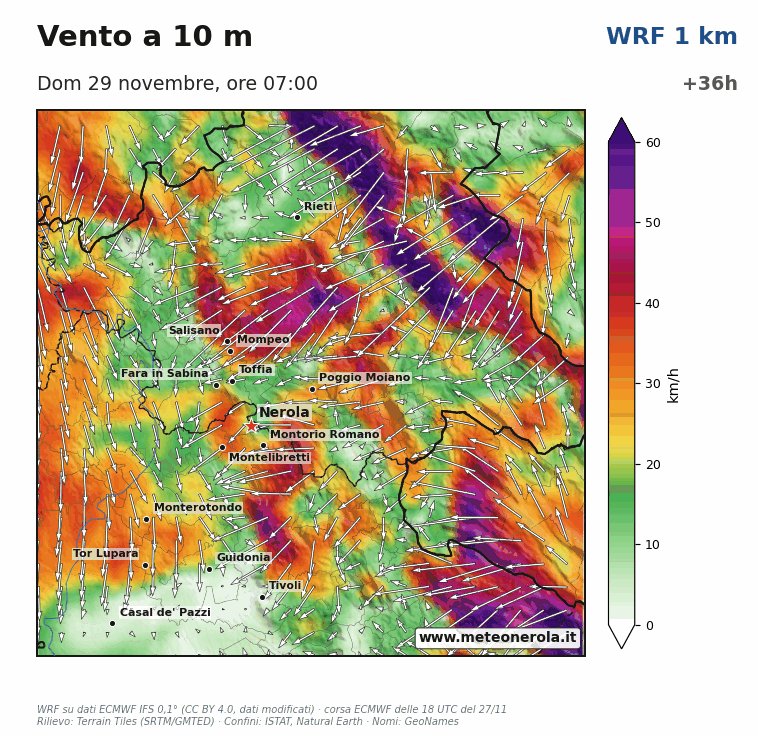 Vento a 10 m
WRF 1 km
Dom 29 novembre, ore 07:00
+36h
Rieti
Salisano
Mompeo
Fara in Sabina
Toffia
Poggio Moiano
Nerola
Montorio Romano
Montelibretti
Monterotondo
Tor Lupara
Guidonia
Tivoli
Casal de' Pazzi
www.meteonerola.it
60
50
40
30
20
10
0
km/h
WRF su dati ECMWF IFS 0,1° (CC BY 4.0, dati modificati) · corsa ECMWF delle 18 UTC del 27/11
Rilievo: Terrain Tiles (SRTM/GMTED) · Confini: ISTAT, Natural Earth · Nomi: GeoNames